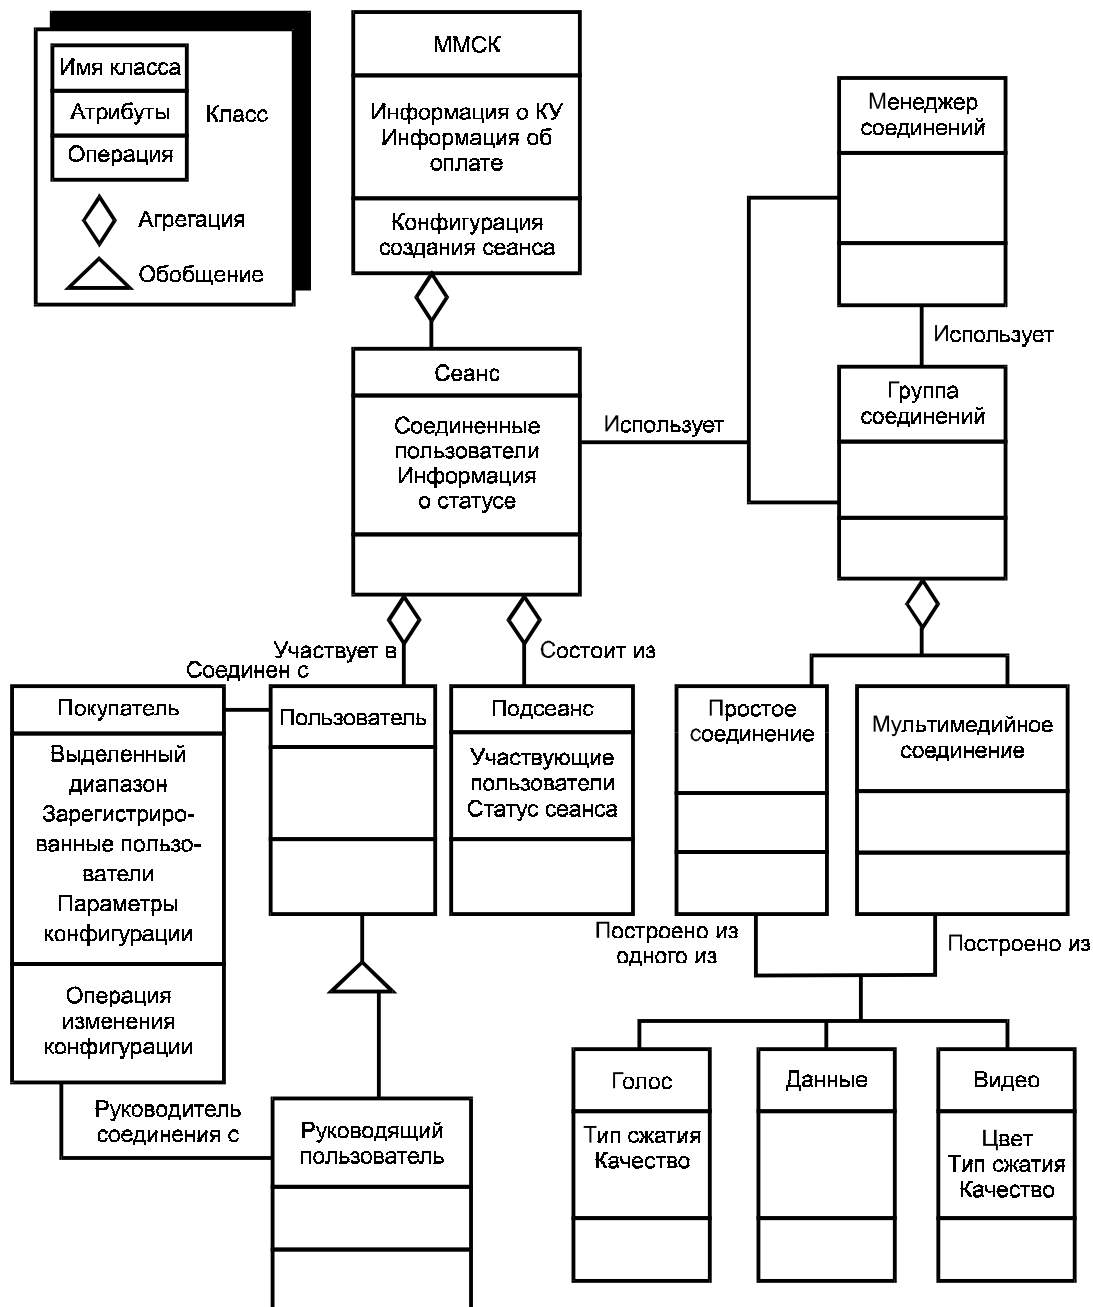 Имя класса
Атрибуты
Операция
Класс
Агрегация
Обобщение
ММСК
Информация о КУ
Информация об
оплате
Конфигурация
создания сеанса
Менеджер
соединений
Использует
Сеанс
Соединенные
пользователи
Информация
о статусе
Использует
Группа
соединений
Участвует в
Состоит из
Соединен с
Покупатель
Выделенный
диапазон
Зарегистриро-
ванные пользо-
ватели
Параметры
конфигурации
Операция
изменения
конфигурации
Пользователь
Подсеанс
Участвующие
пользователи
Статус сеанса
Простое
соединение
Мультимедийное
соединение
Построено из
одного из
Построено из
Руководитель
соединения с
Руководящий
пользователь
Голос
Тип сжатия
Качество
Данные
Видео
Цвет
Тип сжатия
Качество